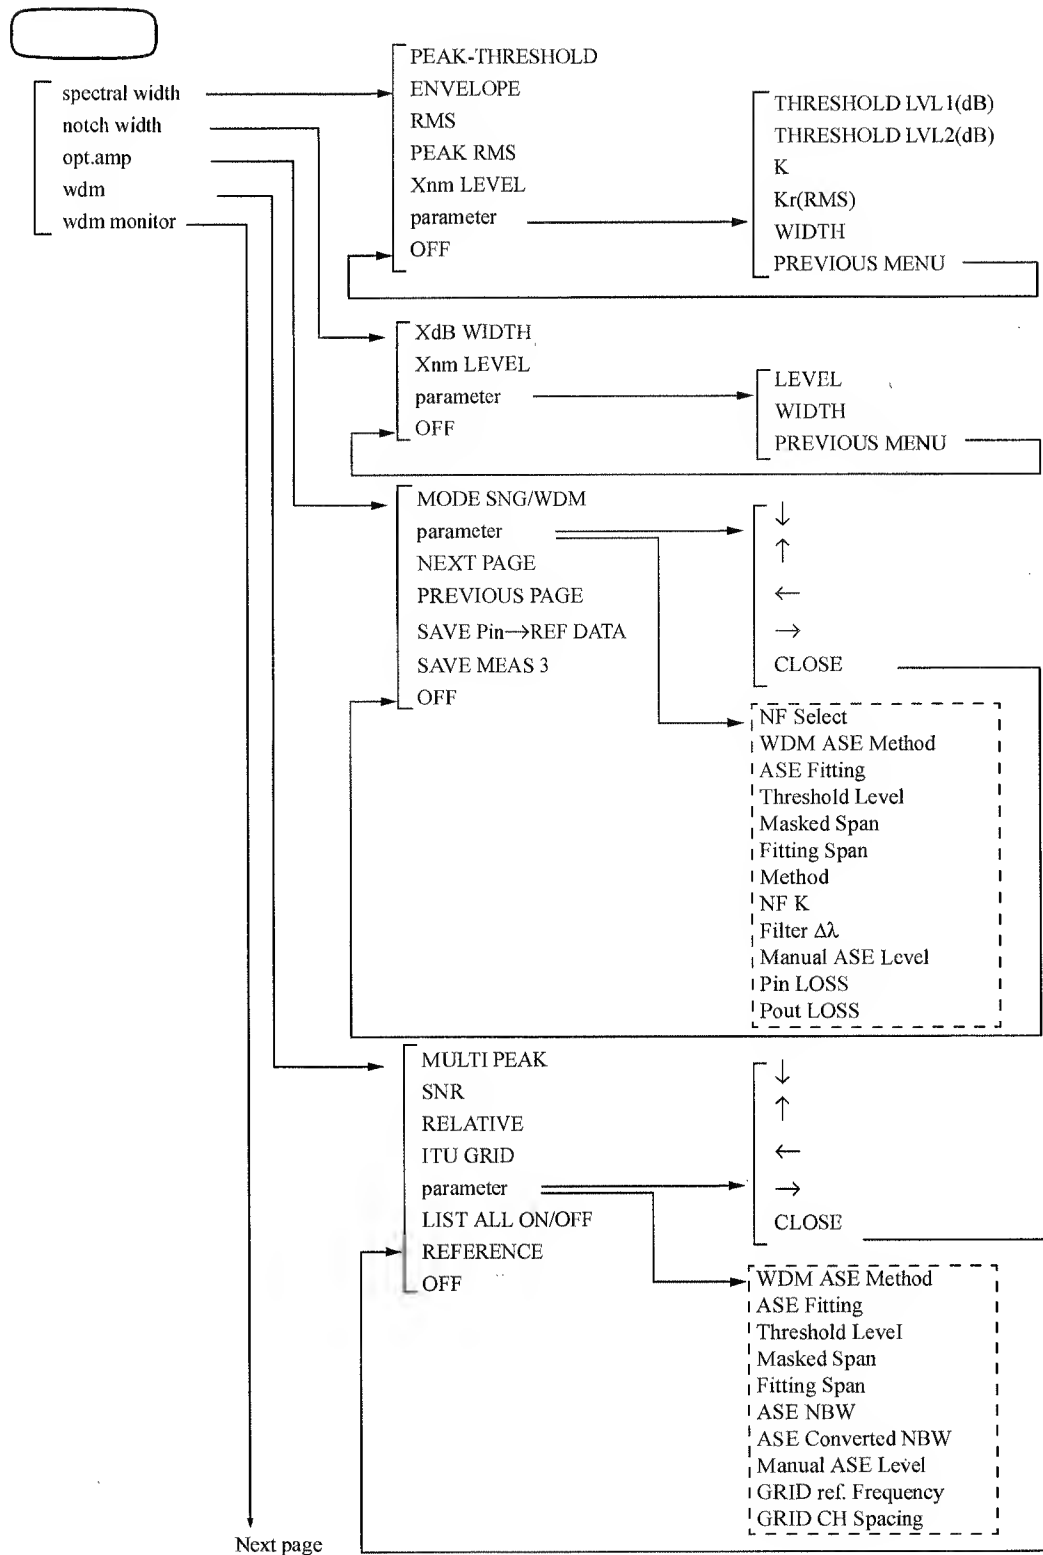 spectral width
notch width
opt.amp
wdm
wdm monitor
PEAK-THRESHOLD
ENVELOPE
RMS
PEAK RMS
Xnm LEVEL
parameter
OFF
THRESHOLD LVL1(dB)
THRESHOLD LVL2(dB)
K
Kr(RMS)
WIDTH
PREVIOUS MENU
XdB WIDTH
Xnm LEVEL
parameter
OFF
LEVEL
WIDTH
PREVIOUS MENU
MODE SNG/WDM
parameter
NEXT PAGE
PREVIOUS PAGE
SAVE Pin→REF DATA
SAVE MEAS 3
OFF
↓
↑
←
→
CLOSE
NF Select
WDM ASE Method
ASE Fitting
Threshold Level
Masked Span
Fitting Span
Method
NF K
Filter Δλ
Manual ASE Level
Pin LOSS
Pout LOSS
MULTI PEAK
SNR
RELATIVE
ITU GRID
parameter
LIST ALL ON/OFF
REFERENCE
OFF
↓
↑
←
→
CLOSE
WDM ASE Method
ASE Fitting
Threshold Level
Masked Span
Fitting Span
ASE NBW
ASE Converted NBW
Manual ASE Level
GRID ref. Frequency
GRID CH Spacing
Next page